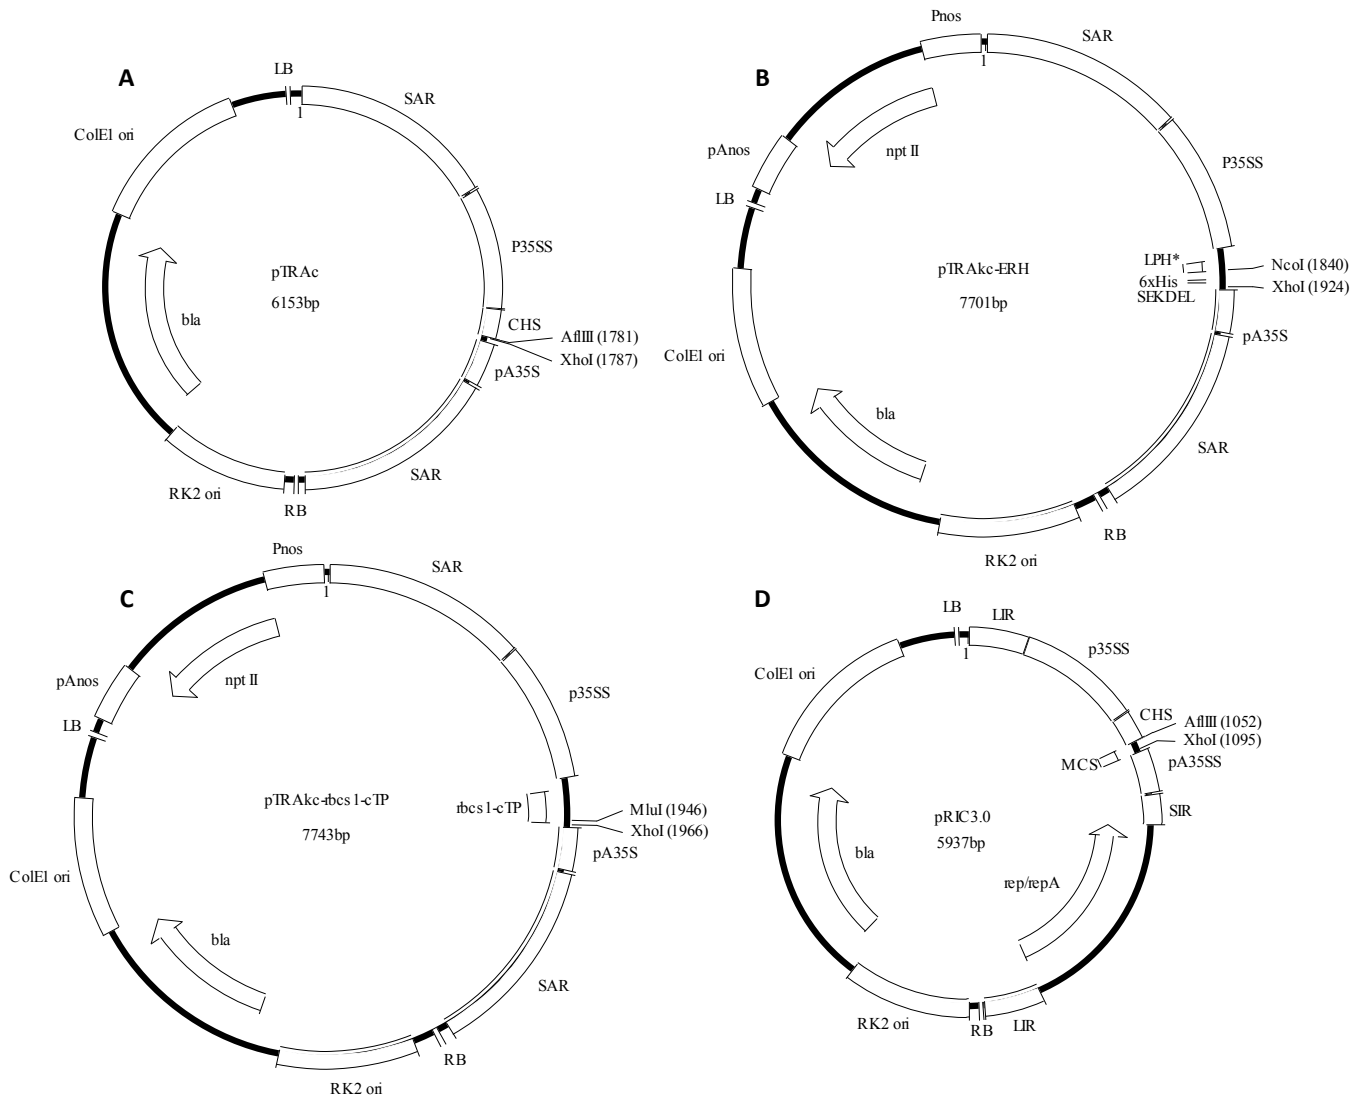 A
LB
1
SAR
ColE1 ori
P35SS
pTRAc
6153bp
bla
CHS
AflIII (1781)
XhoI (1787)
pA35S
SAR
RK2 ori
RB
B
Pnos
1
SAR
npt II
pAnos
P35SS
LB
pTRAkc-ERH
7701bp
LPH*
6xHis
SEKDEL
NcoI (1840)
XhoI (1924)
pA35S
ColE1 ori
bla
SAR
RB
RK2 ori
C
Pnos
1
SAR
npt II
pAnos
p35SS
LB
pTRAkc-rbcs1-cTP
7743bp
rbcs1-cTP
MluI (1946)
XhoI (1966)
pA35S
ColE1 ori
bla
SAR
RB
RK2 ori
D
LB
1
LIR
p35SS
ColE1 ori
CHS
AflIII (1052)
XhoI (1095)
MCS
pA35SS
pRIC3.0
5937bp
SIR
bla
rep/repA
RK2 ori
RB
LIR